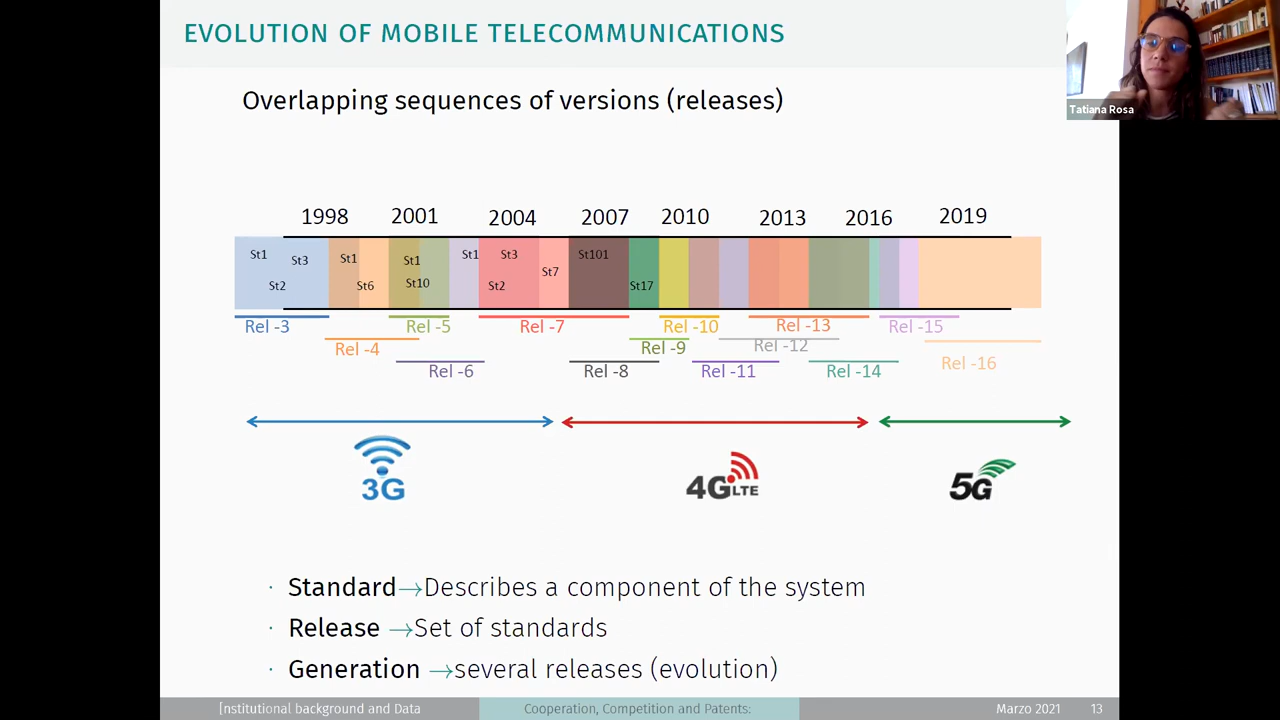 EVOLUTION OF MOBILE TELECOMMUNICATIONS
Tatiana Rosa
Overlapping sequences of versions (releases)
1998 2001 2004 2007 2010 2013 2016 2019
St1 St3 St1 St1 St1 St3 St101
St2 St6 St10 St2 St7 St17
Rel -3 Rel -5 Rel -7 Rel -10 Rel -13 Rel -15
Rel -4 Rel -9 Rel -12
Rel -6 Rel -8 Rel -11 Rel -14 Rel -16
3G 4G LTE 5G
· Standard→Describes a component of the system
· Release →Set of standards
· Generation →several releases (evolution)
[nstitutional background and Data Cooperation, Competition and Patents: Marzo 2021 13